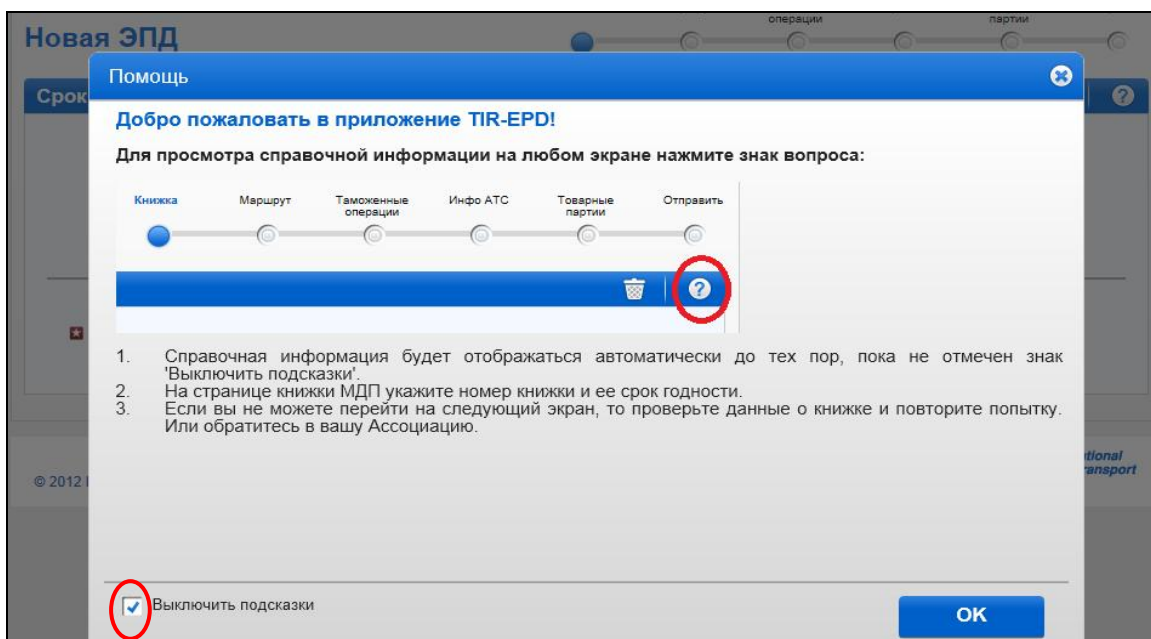 операции
партии
Новая ЭПД
Помощь
Срок
Добро пожаловать в приложение TIR-EPD!
Для просмотра справочной информации на любом экране нажмите знак вопроса:
Книжка Маршрут Таможенные операции Инфо АТС Товарные партии Отправить
1. Справочная информация будет отображаться автоматически до тех пор, пока не отмечен знак
'Выключить подсказки'.
2. На странице книжки МДП укажите номер книжки и ее срок годности.
3. Если вы не можете перейти на следующий экран, то проверьте данные о книжке и повторите попытку.
Или обратитесь в вашу Ассоциацию.
© 2012
Выключить подсказки
OK